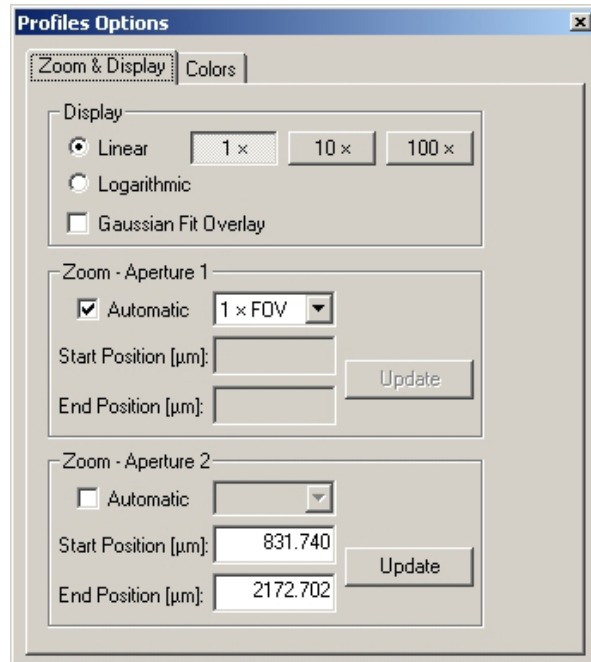 Profiles Options
Zoom & Display Colors
Display
Linear 1 × 10 × 100 ×
Logarithmic
Gaussian Fit Overlay
Zoom - Aperture 1
Automatic 1 × FOV
Start Position [µm]:
Update
End Position [µm]:
Zoom - Aperture 2
Automatic
Start Position [µm]: 831.740
Update
End Position [µm]: 2172.702